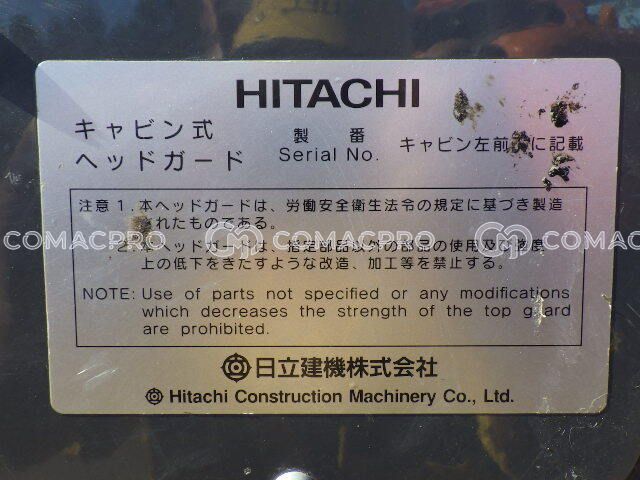 HITACHI
キャビン式
ヘッドガード
製 番
Serial No.
キャビン左前 に記載
注意 1. 本ヘッドガードは、労働安全衛生法令の規定に基づき製造
されたものである。
2. 本ヘッドガードは、指定部品以外の部品の使用及び強度
上の低下をきたすような改造、加工等を禁止する。
NOTE: Use of parts not specified or any modifications
which decreases the strength of the top g ard
are prohibited.
日立建機株式会社
Hitachi Construction Machinery Co., Ltd.
COMACPRO
COMACPRO
COMACPRO